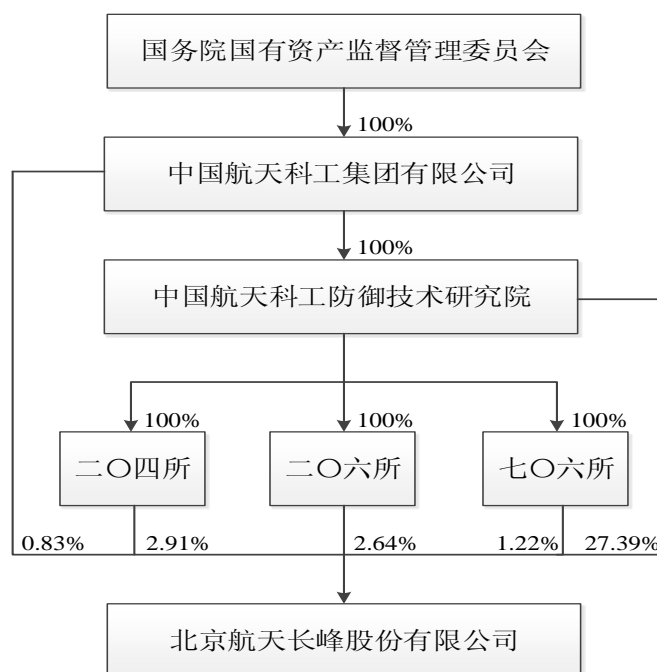 国务院国有资产监督管理委员会
100%
中国航天科工集团有限公司
100%
中国航天科工防御技术研究院
100%
100%
100%
二〇四所
二〇六所
七〇六所
0.83%
2.91%
2.64%
1.22%
27.39%
北京航天长峰股份有限公司